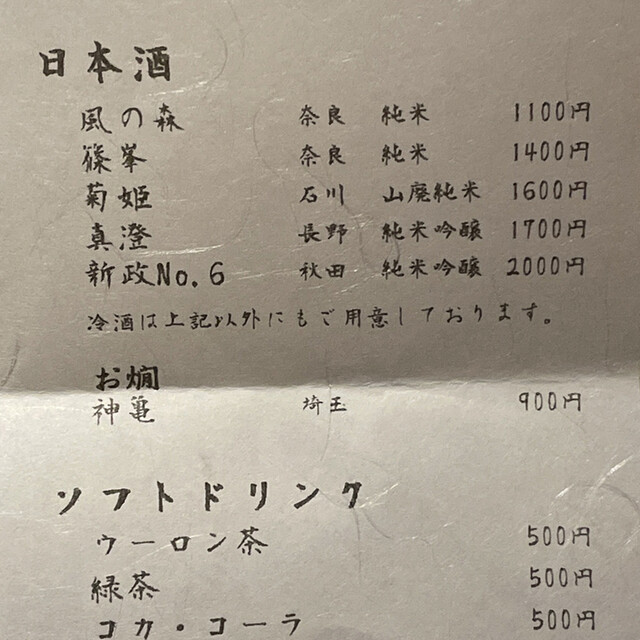 日本酒
風の森 奈良 純米 1100円
篠峯 奈良 純米 1400円
菊姫 石川 山廃純米 1600円
真澄 長野 純米吟醸 1700円
新政No.6 秋田 純米吟醸 2000円
冷酒は上記以外にもご用意しております。
お燗
神亀 埼玉 900円
ソフトドリンク
ウーロン茶 500円
緑茶 500円
コカ・コーラ 500円